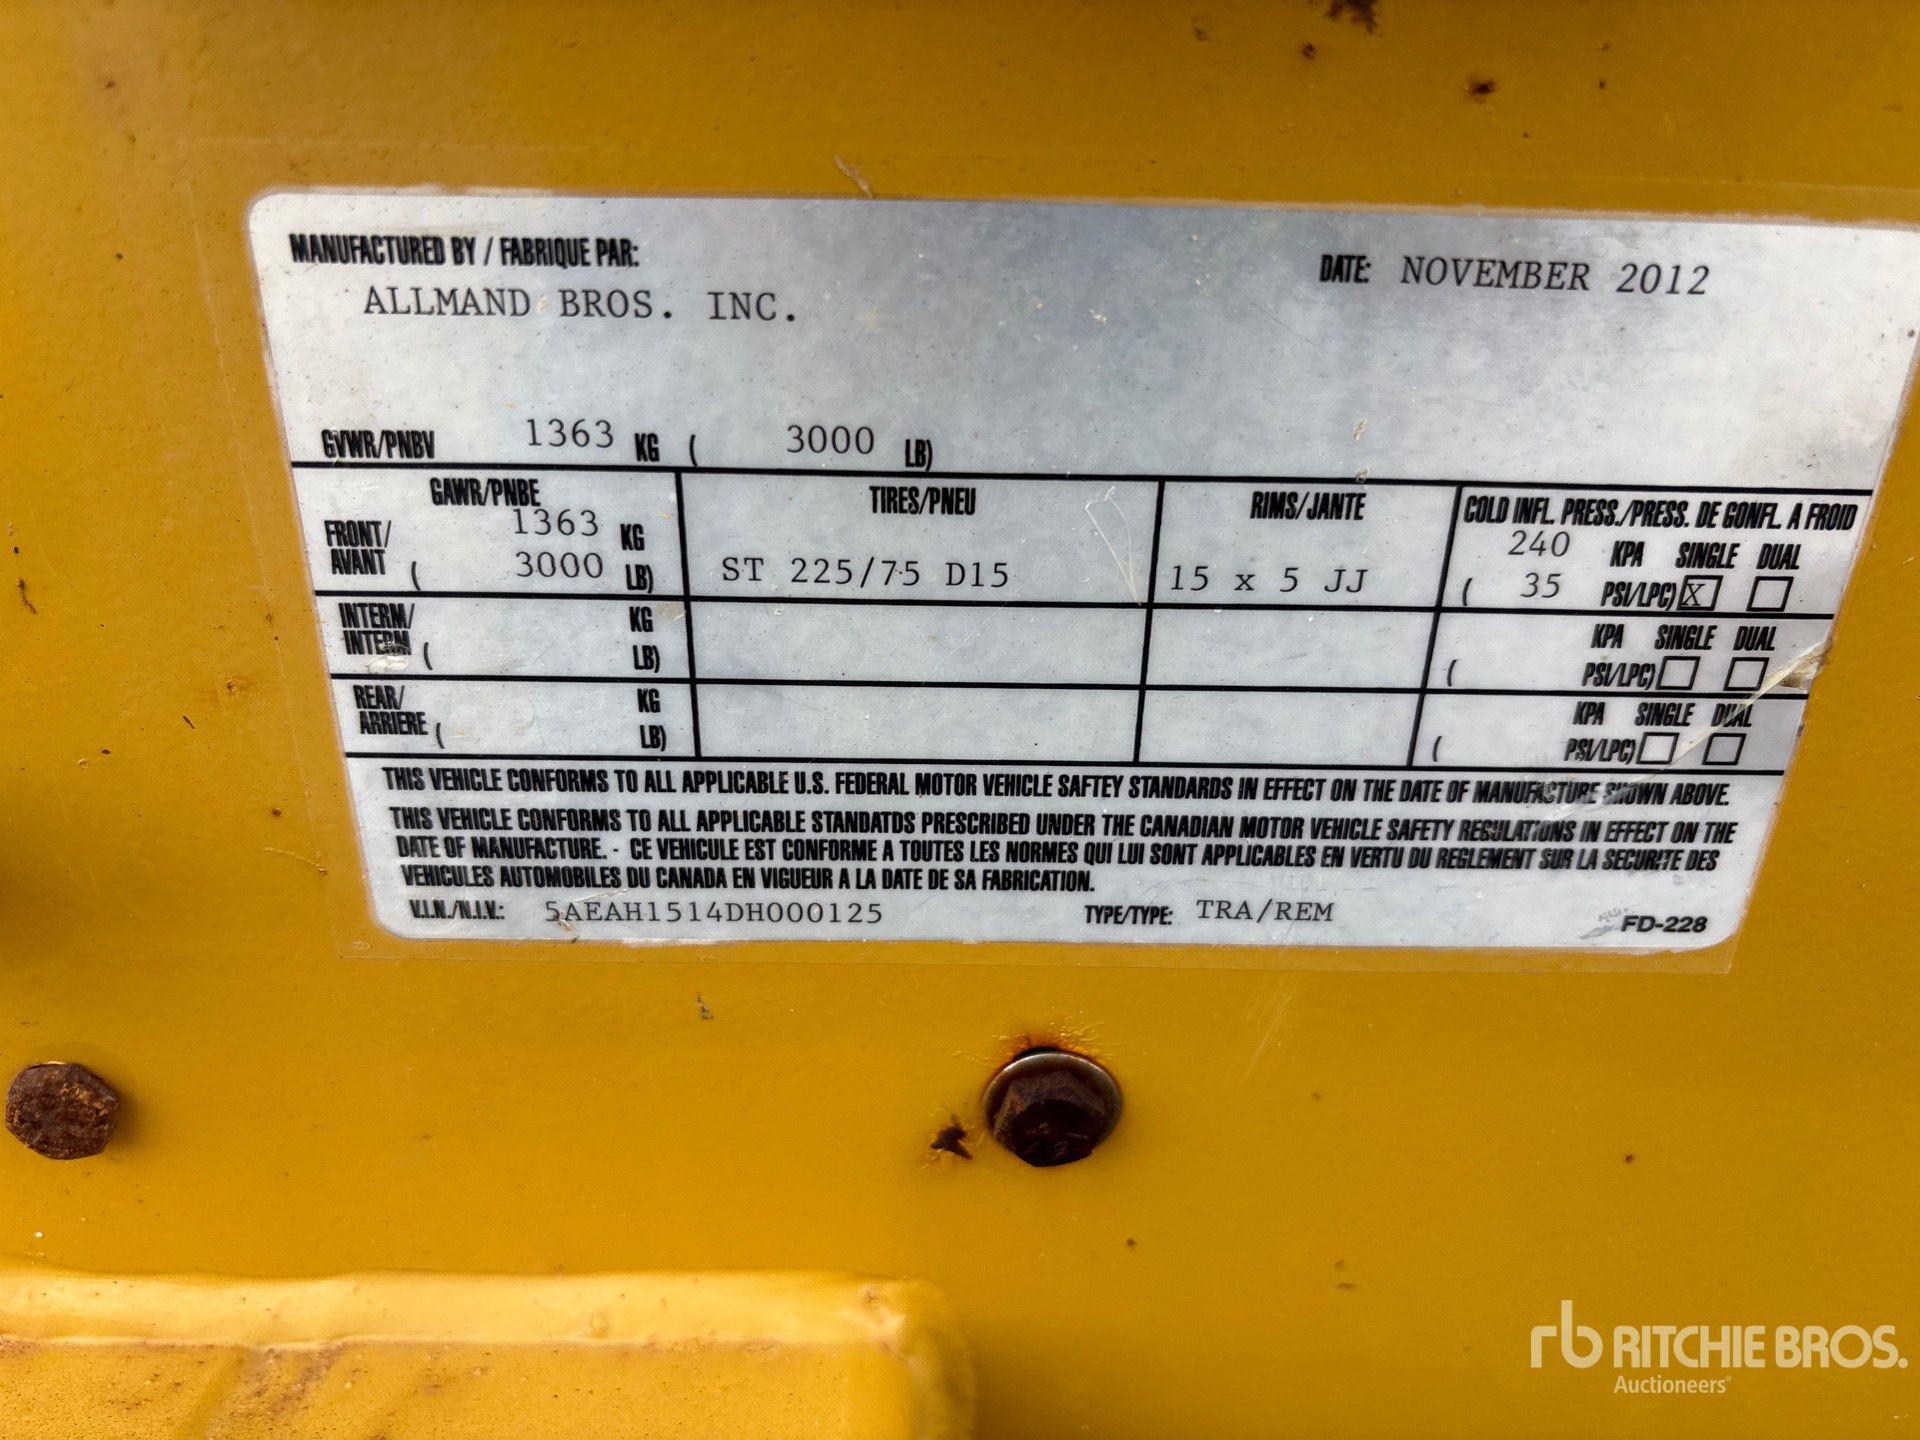 MANUFACTURED BY / FABRIQUE PAR:
ALLMAND BROS. INC.
DATE: NOVEMBER 2012
GVWR/PNBV 1363 KG ( 3000 LB)
GAWR/PNBE TIRES/PNEU RIMS/JANTE COLD INFL. PRESS./PRESS. DE GONFL. A FROID
FRONT/ 1363 KG 240 KPA SINGLE DUAL
AVANT ( 3000 LB) ST 225/75 D15 15 x 5 JJ ( 35 PSI/LPC) X
INTERM/ KG KPA SINGLE DUAL
INTERM ( LB) ( PSI/LPC)
REAR/ KG KPA SINGLE DUAL
ARRIERE ( LB) ( PSI/LPC)
THIS VEHICLE CONFORMS TO ALL APPLICABLE U.S. FEDERAL MOTOR VEHICLE SAFTEY STANDARDS IN EFFECT ON THE DATE OF MANUFACTURE SHOWN ABOVE.
THIS VEHICLE CONFORMS TO ALL APPLICABLE STANDATDS PRESCRIBED UNDER THE CANADIAN MOTOR VEHICLE SAFETY REGULATIONS IN EFFECT ON THE
DATE OF MANUFACTURE. - CE VEHICULE EST CONFORME A TOUTES LES NORMES QUI LUI SONT APPLICABLES EN VERTU DU REGLEMENT SUR LA SECURITE DES
VEHICULES AUTOMOBILES DU CANADA EN VIGUEUR A LA DATE DE SA FABRICATION.
V.I.N./N.I.V.: 5AEAH1514DH000125 TYPE/TYPE: TRA/REM FD-228
rb RITCHIE BROS.
Auctioneers